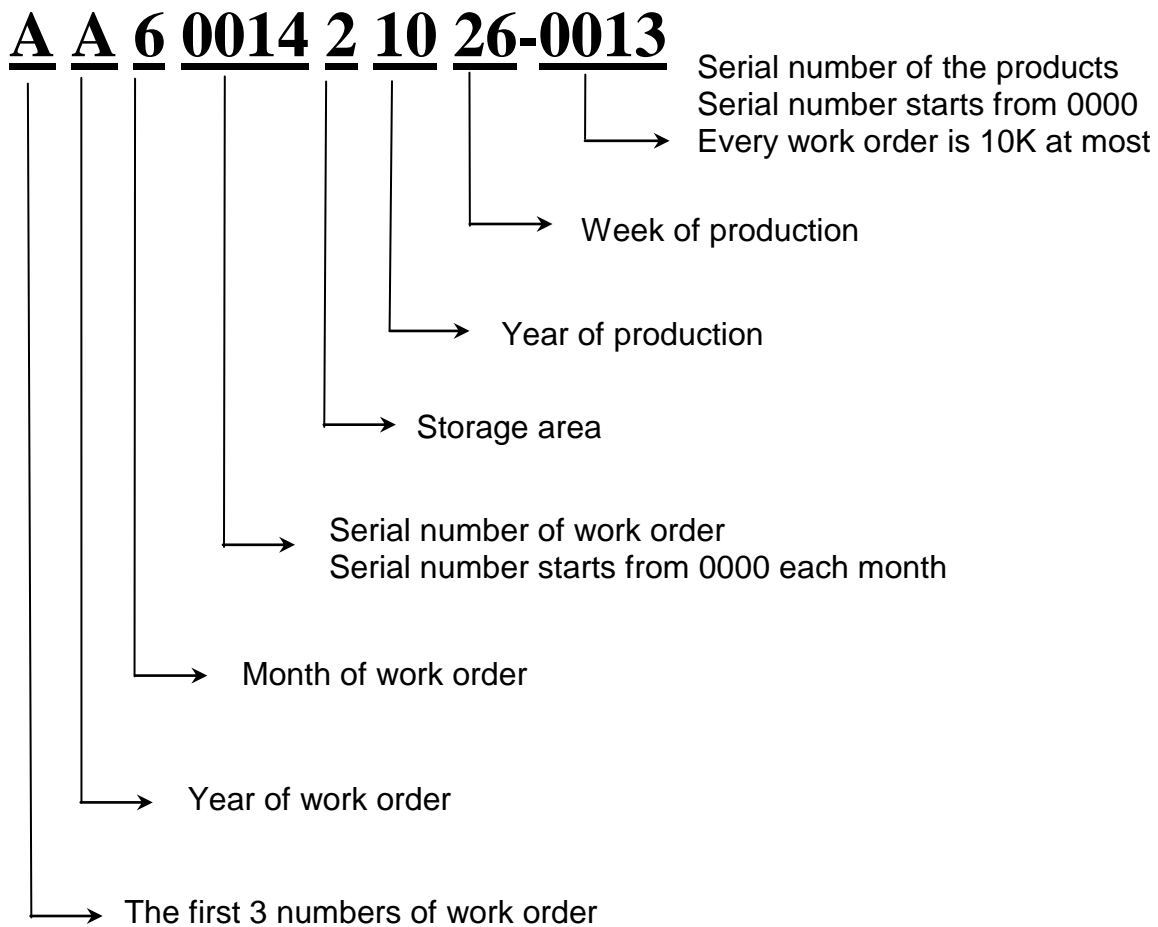 A A 6 0014 2 10 26-0013
Serial number of the products
Serial number starts from 0000
Every work order is 10K at most
Week of production
Year of production
Storage area
Serial number of work order
Serial number starts from 0000 each month
Month of work order
Year of work order
The first 3 numbers of work order